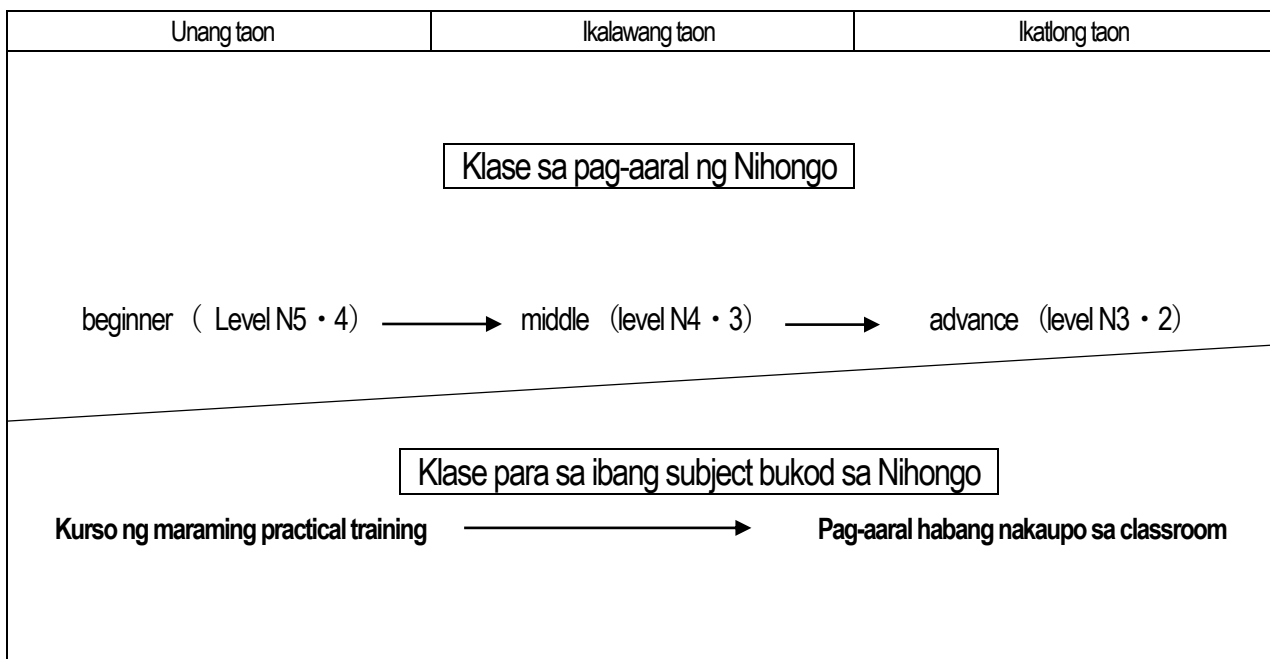 Unang taon Ikalawang taon Ikatlong taon
Klase sa pag-aaral ng Nihongo
beginner （ Level N5・4） middle （level N4・3） advance （level N3・2）
Klase para sa ibang subject bukod sa Nihongo
Kurso ng maraming practical training Pag-aaral habang nakaupo sa classroom